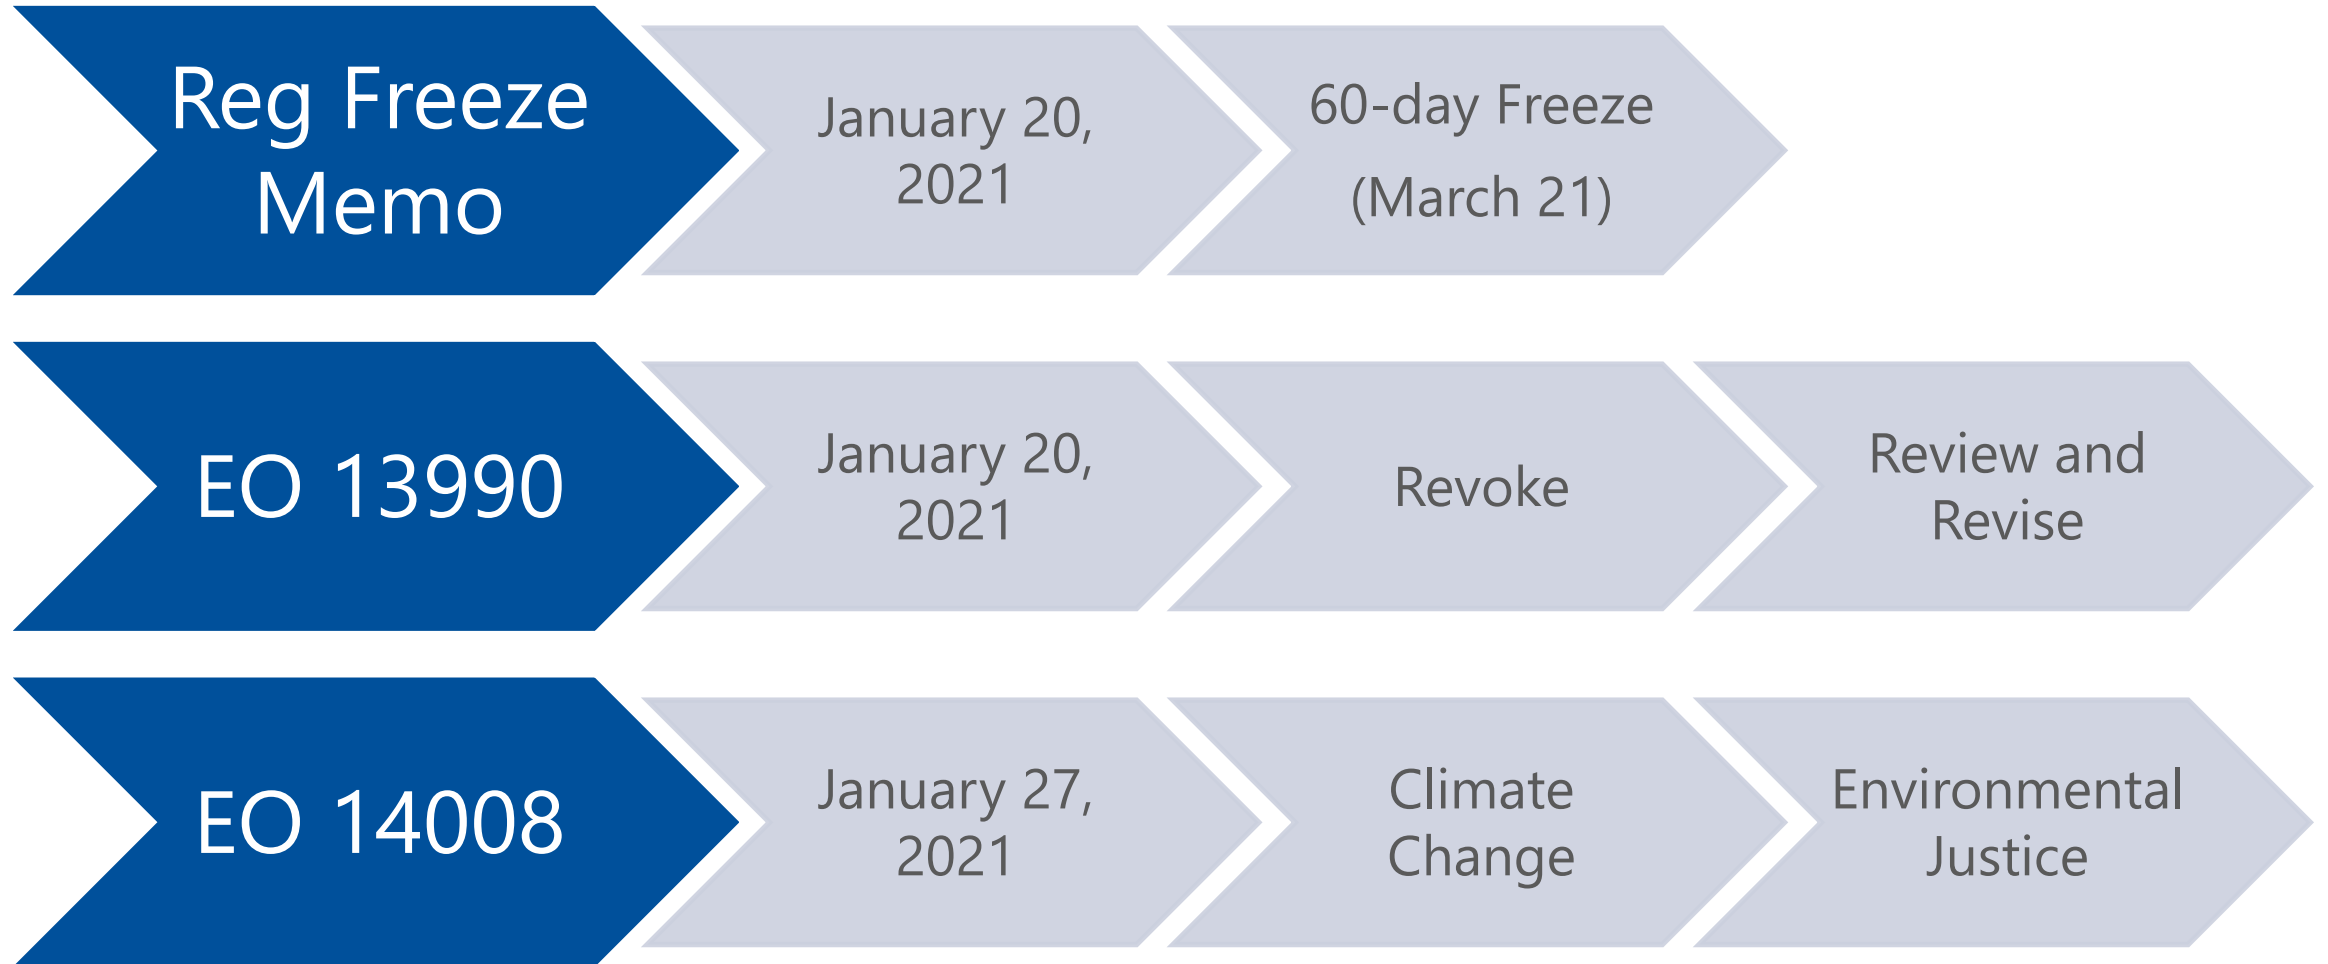 Reg Freeze
Memo
January 20,
2021
60-day Freeze
(March 21)
EO 13990
January 20,
2021
Revoke
Review and
Revise
EO 14008
January 27,
2021
Climate
Change
Environmental
Justice